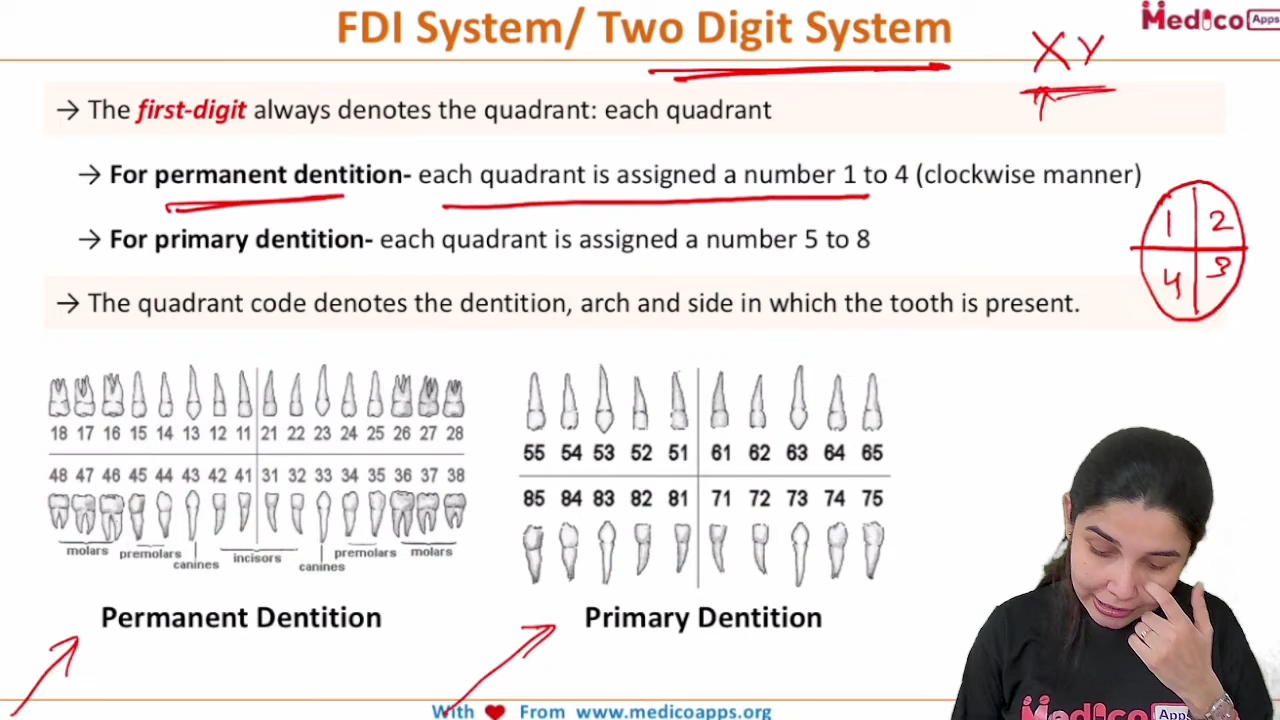 FDI System/ Two Digit System
Medico Apps
X Y
→ The first-digit always denotes the quadrant: each quadrant
→ For permanent dentition- each quadrant is assigned a number 1 to 4 (clockwise manner)
→ For primary dentition- each quadrant is assigned a number 5 to 8
1 2
4 3
→ The quadrant code denotes the dentition, arch and side in which the tooth is present.
18 17 16 15 14 13 12 11 21 22 23 24 25 26 27 28
48 47 46 45 44 43 42 41 31 32 33 34 35 36 37 38
molars premolars canines incisors canines premolars molars
Permanent Dentition
55 54 53 52 51 61 62 63 64 65
85 84 83 82 81 71 72 73 74 75
Primary Dentition
Medico Apps
With ❤ From www.medicoapps.org